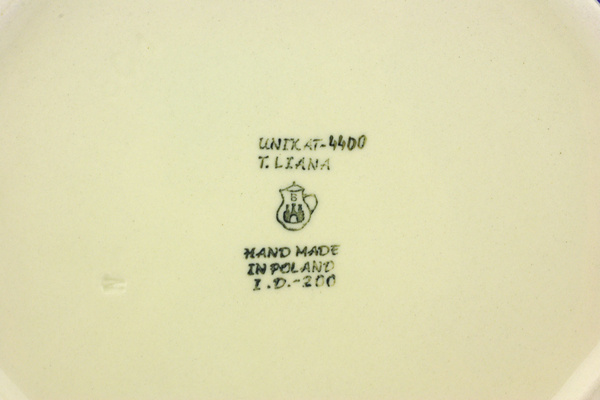 UNIKAT-4400
T. LIANA
B
HAND MADE
IN POLAND
I.D.-200